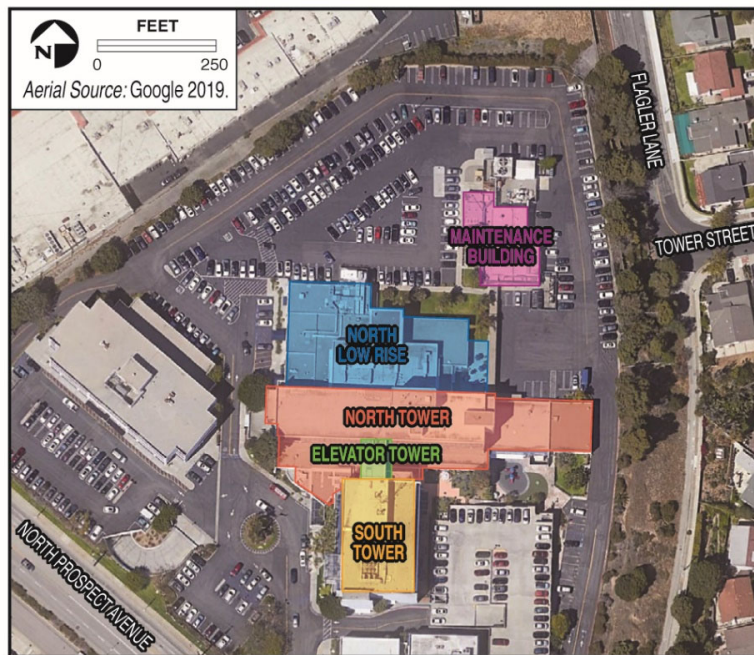 N
FEET
0 250
Aerial Source: Google 2019.
FLAGLER LANE
TOWER STREET
MAINTENANCE
BUILDING
NORTH
LOW RISE
NORTH TOWER
ELEVATOR TOWER
SOUTH
TOWER
NORTH PROSPECT AVENUE